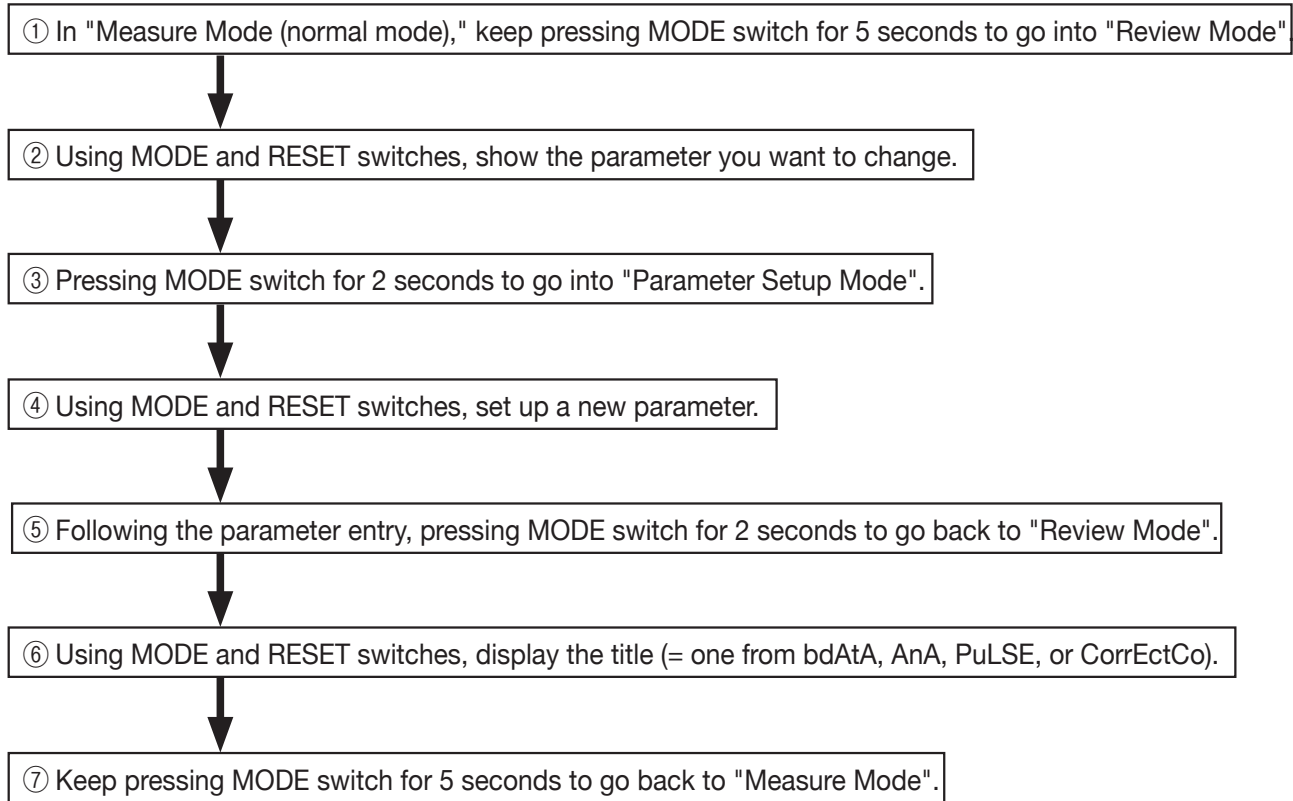 ① In "Measure Mode (normal mode)," keep pressing MODE switch for 5 seconds to go into "Review Mode".
② Using MODE and RESET switches, show the parameter you want to change.
③ Pressing MODE switch for 2 seconds to go into "Parameter Setup Mode".
④ Using MODE and RESET switches, set up a new parameter.
⑤ Following the parameter entry, pressing MODE switch for 2 seconds to go back to "Review Mode".
⑥ Using MODE and RESET switches, display the title (= one from bdAtA, AnA, PuLSE, or CorrEctCo).
⑦ Keep pressing MODE switch for 5 seconds to go back to "Measure Mode".